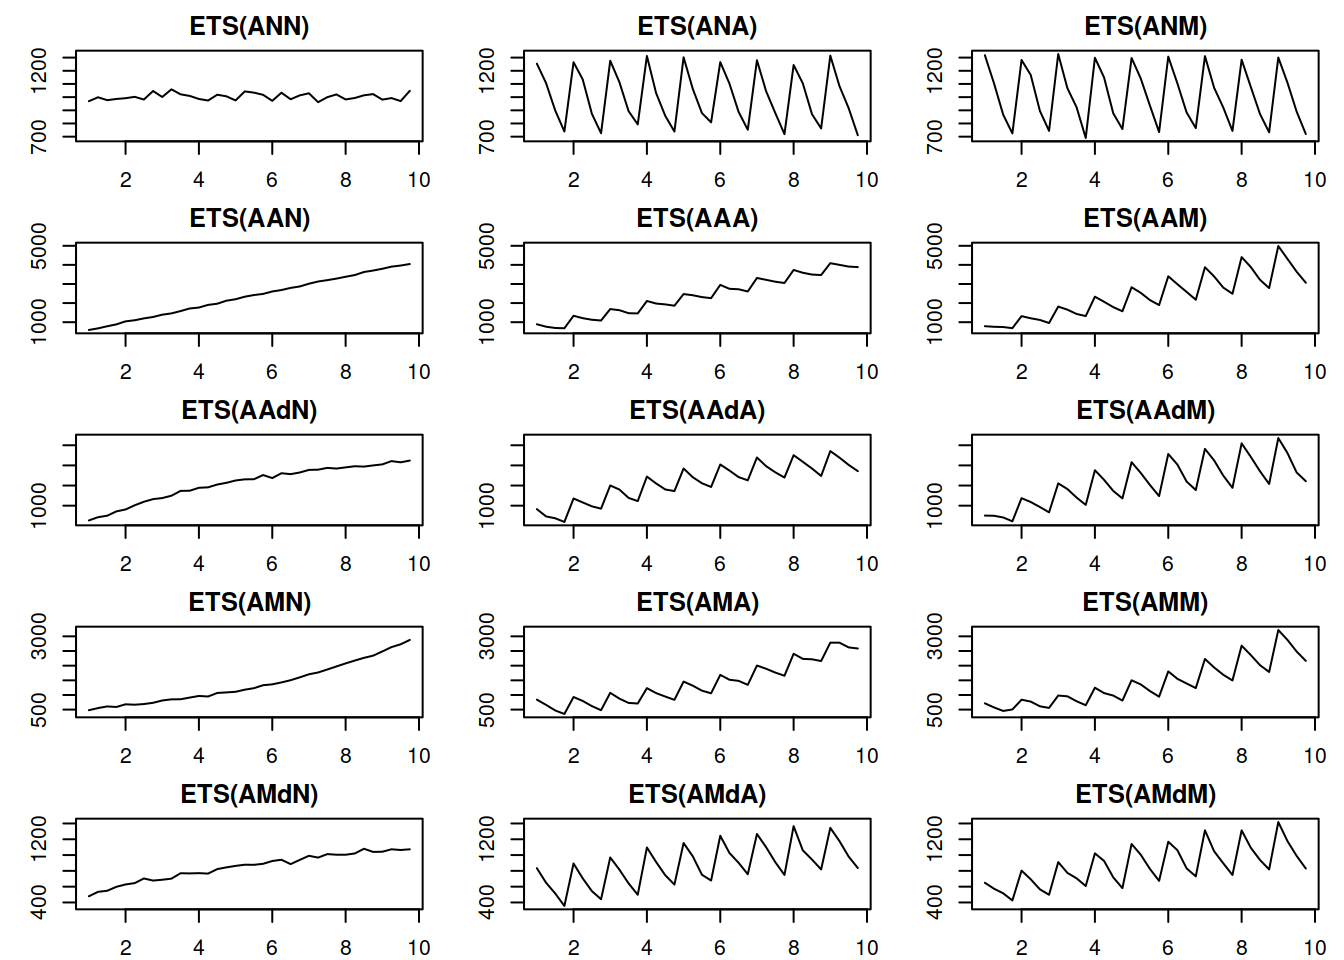 ETS(ANN) ETS(ANA) ETS(ANM)
700 1200
2 4 6 8 10
700 1200
2 4 6 8 10
700 1200
2 4 6 8 10
ETS(AAN) ETS(AAA) ETS(AAM)
1000 5000
2 4 6 8 10
1000 5000
2 4 6 8 10
1000 5000
2 4 6 8 10
ETS(AAdN) ETS(AAdA) ETS(AAdM)
1000
2 4 6 8 10
1000
2 4 6 8 10
1000
2 4 6 8 10
ETS(AMN) ETS(AMA) ETS(AMM)
500 3000
2 4 6 8 10
500 3000
2 4 6 8 10
500 3000
2 4 6 8 10
ETS(AMdN) ETS(AMdA) ETS(AMdM)
400 1200
2 4 6 8 10
400 1200
2 4 6 8 10
400 1200
2 4 6 8 10